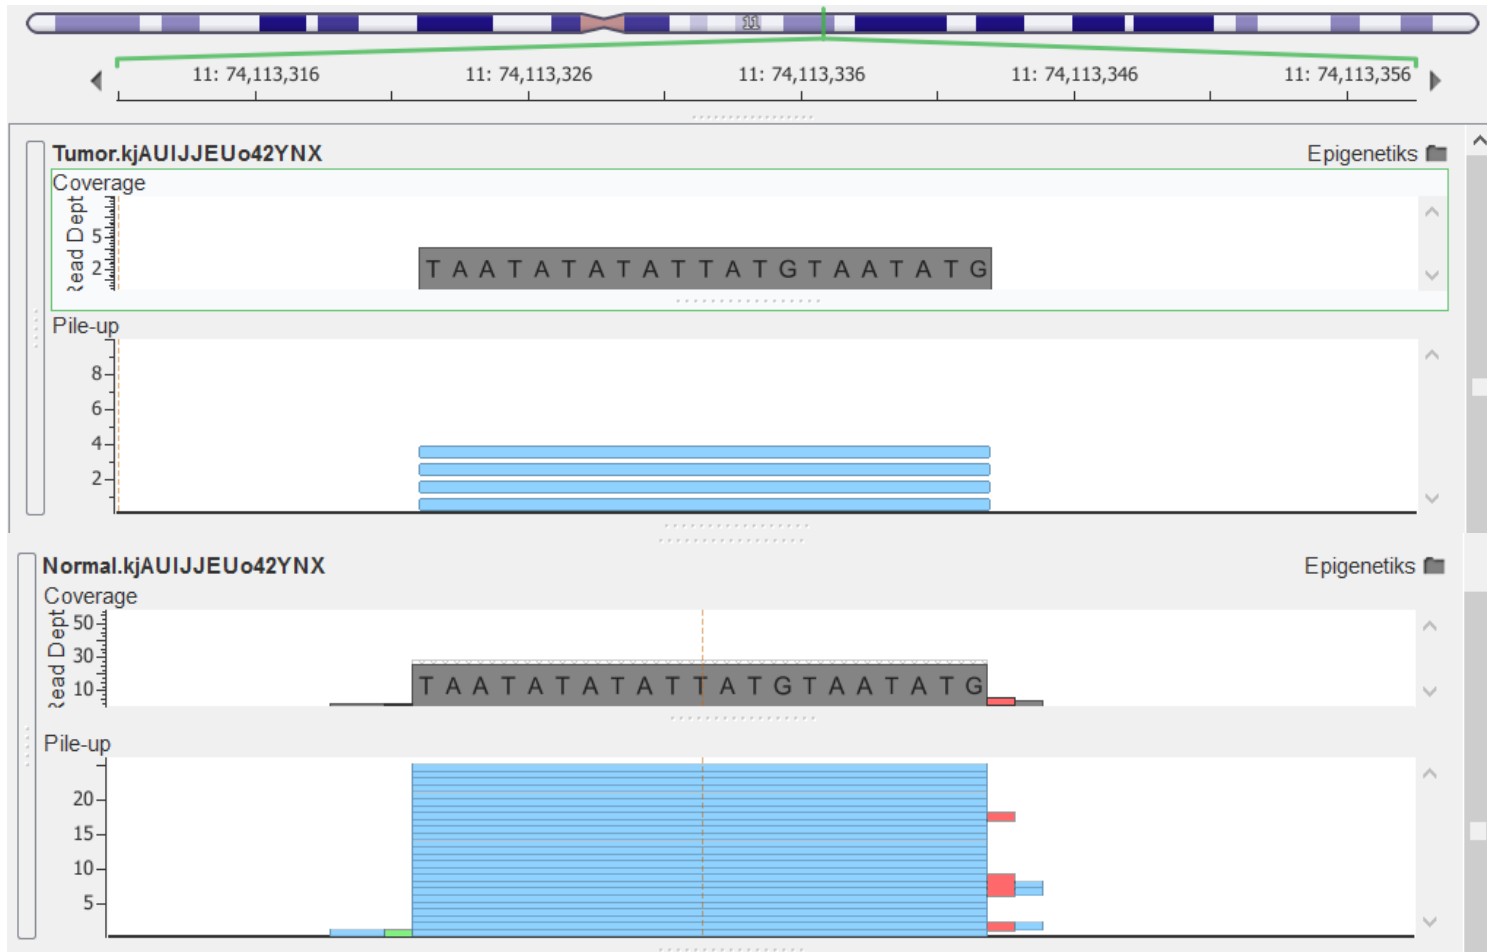 11
11: 74,113,316 11: 74,113,326 11: 74,113,336 11: 74,113,346 11: 74,113,356
Tumor.kjAUIJJEUo42YNX Epigenetiks
Coverage
Read Dept
5
2
TAATATATATTATGTAATATG
Pile-up
8
6
4
2
Normal.kjAUIJJEUo42YNX Epigenetiks
Coverage
Read Dept
50
30
10
TAATATATATTATGTAATATG
Pile-up
20
15
10
5